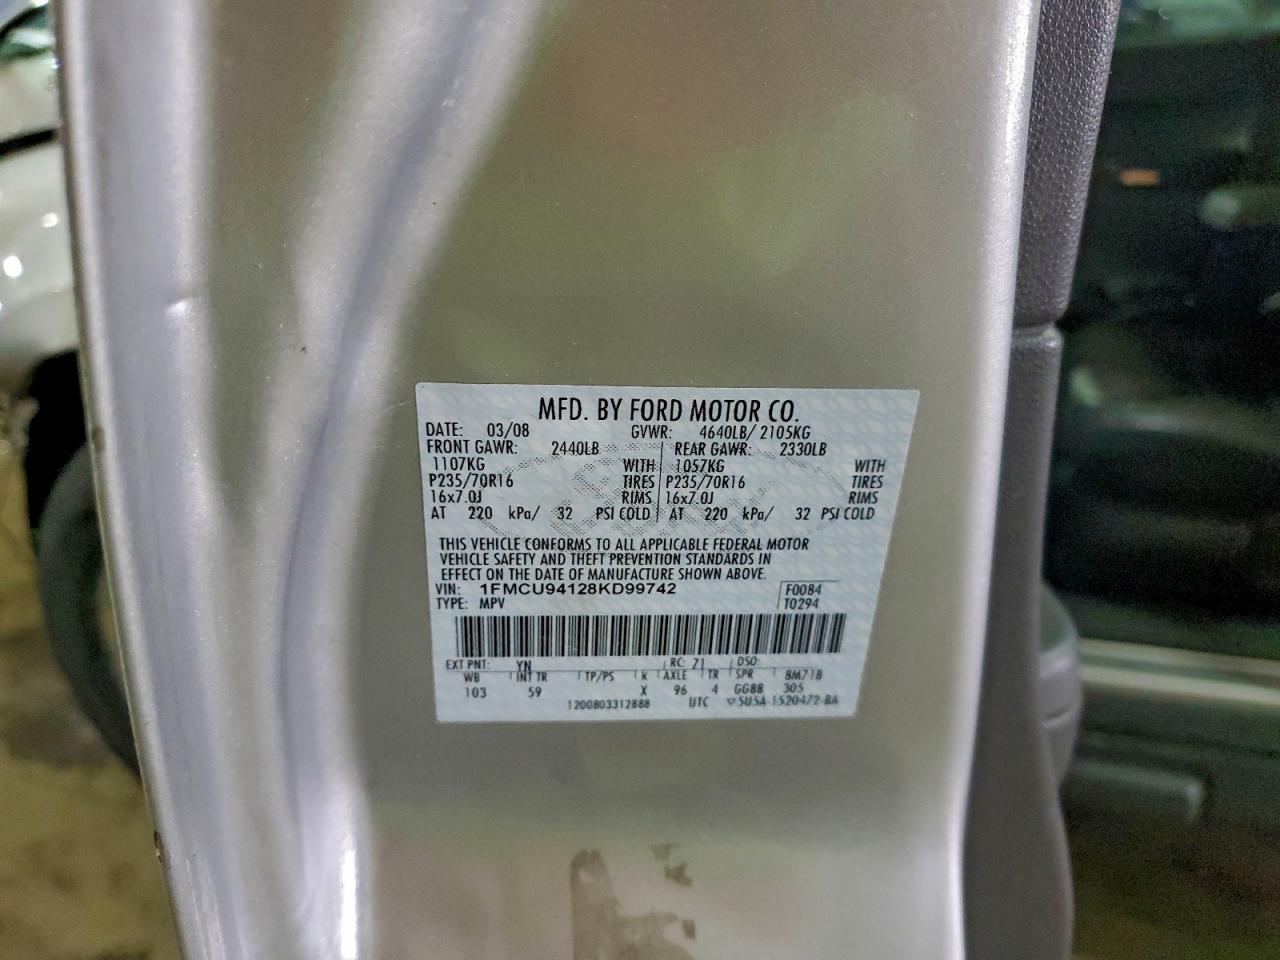 MFD. BY FORD MOTOR CO.
DATE: 03/08 GVWR: 4640LB/ 2105KG
FRONT GAWR: 2440LB REAR GAWR: 2330LB
1107KG WITH 1057KG WITH
P235/70R16 TIRES P235/70R16 TIRES
16x7.0J RIMS 16x7.0J RIMS
AT 220 kPa/ 32 PSI COLD AT 220 kPa/ 32 PSI COLD
THIS VEHICLE CONFORMS TO ALL APPLICABLE FEDERAL MOTOR
VEHICLE SAFETY AND THEFT PREVENTION STANDARDS IN
EFFECT ON THE DATE OF MANUFACTURE SHOWN ABOVE.
VIN: 1FMCU94128KD99742 F0084
TYPE: MPV T0294
EXT PNT: YN RC: 71 DSO:
WB INT TR TP/PS R AXLE TR SPR 8M71B
103 59 X 96 4 GGBB 305
1200803312888 UTC ▽5U5A-1520472-BA